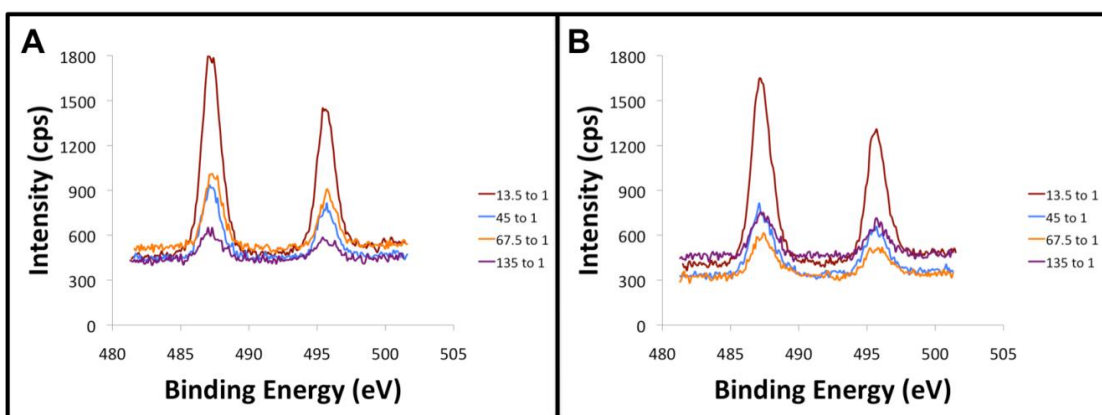 A
Intensity (cps)
1800
1500
1200
900
600
300
0
480 485 490 495 500 505
Binding Energy (eV)
13.5 to 1
45 to 1
67.5 to 1
135 to 1
B
Intensity (cps)
1800
1500
1200
900
600
300
0
480 485 490 495 500 505
Binding Energy (eV)
13.5 to 1
45 to 1
67.5 to 1
135 to 1